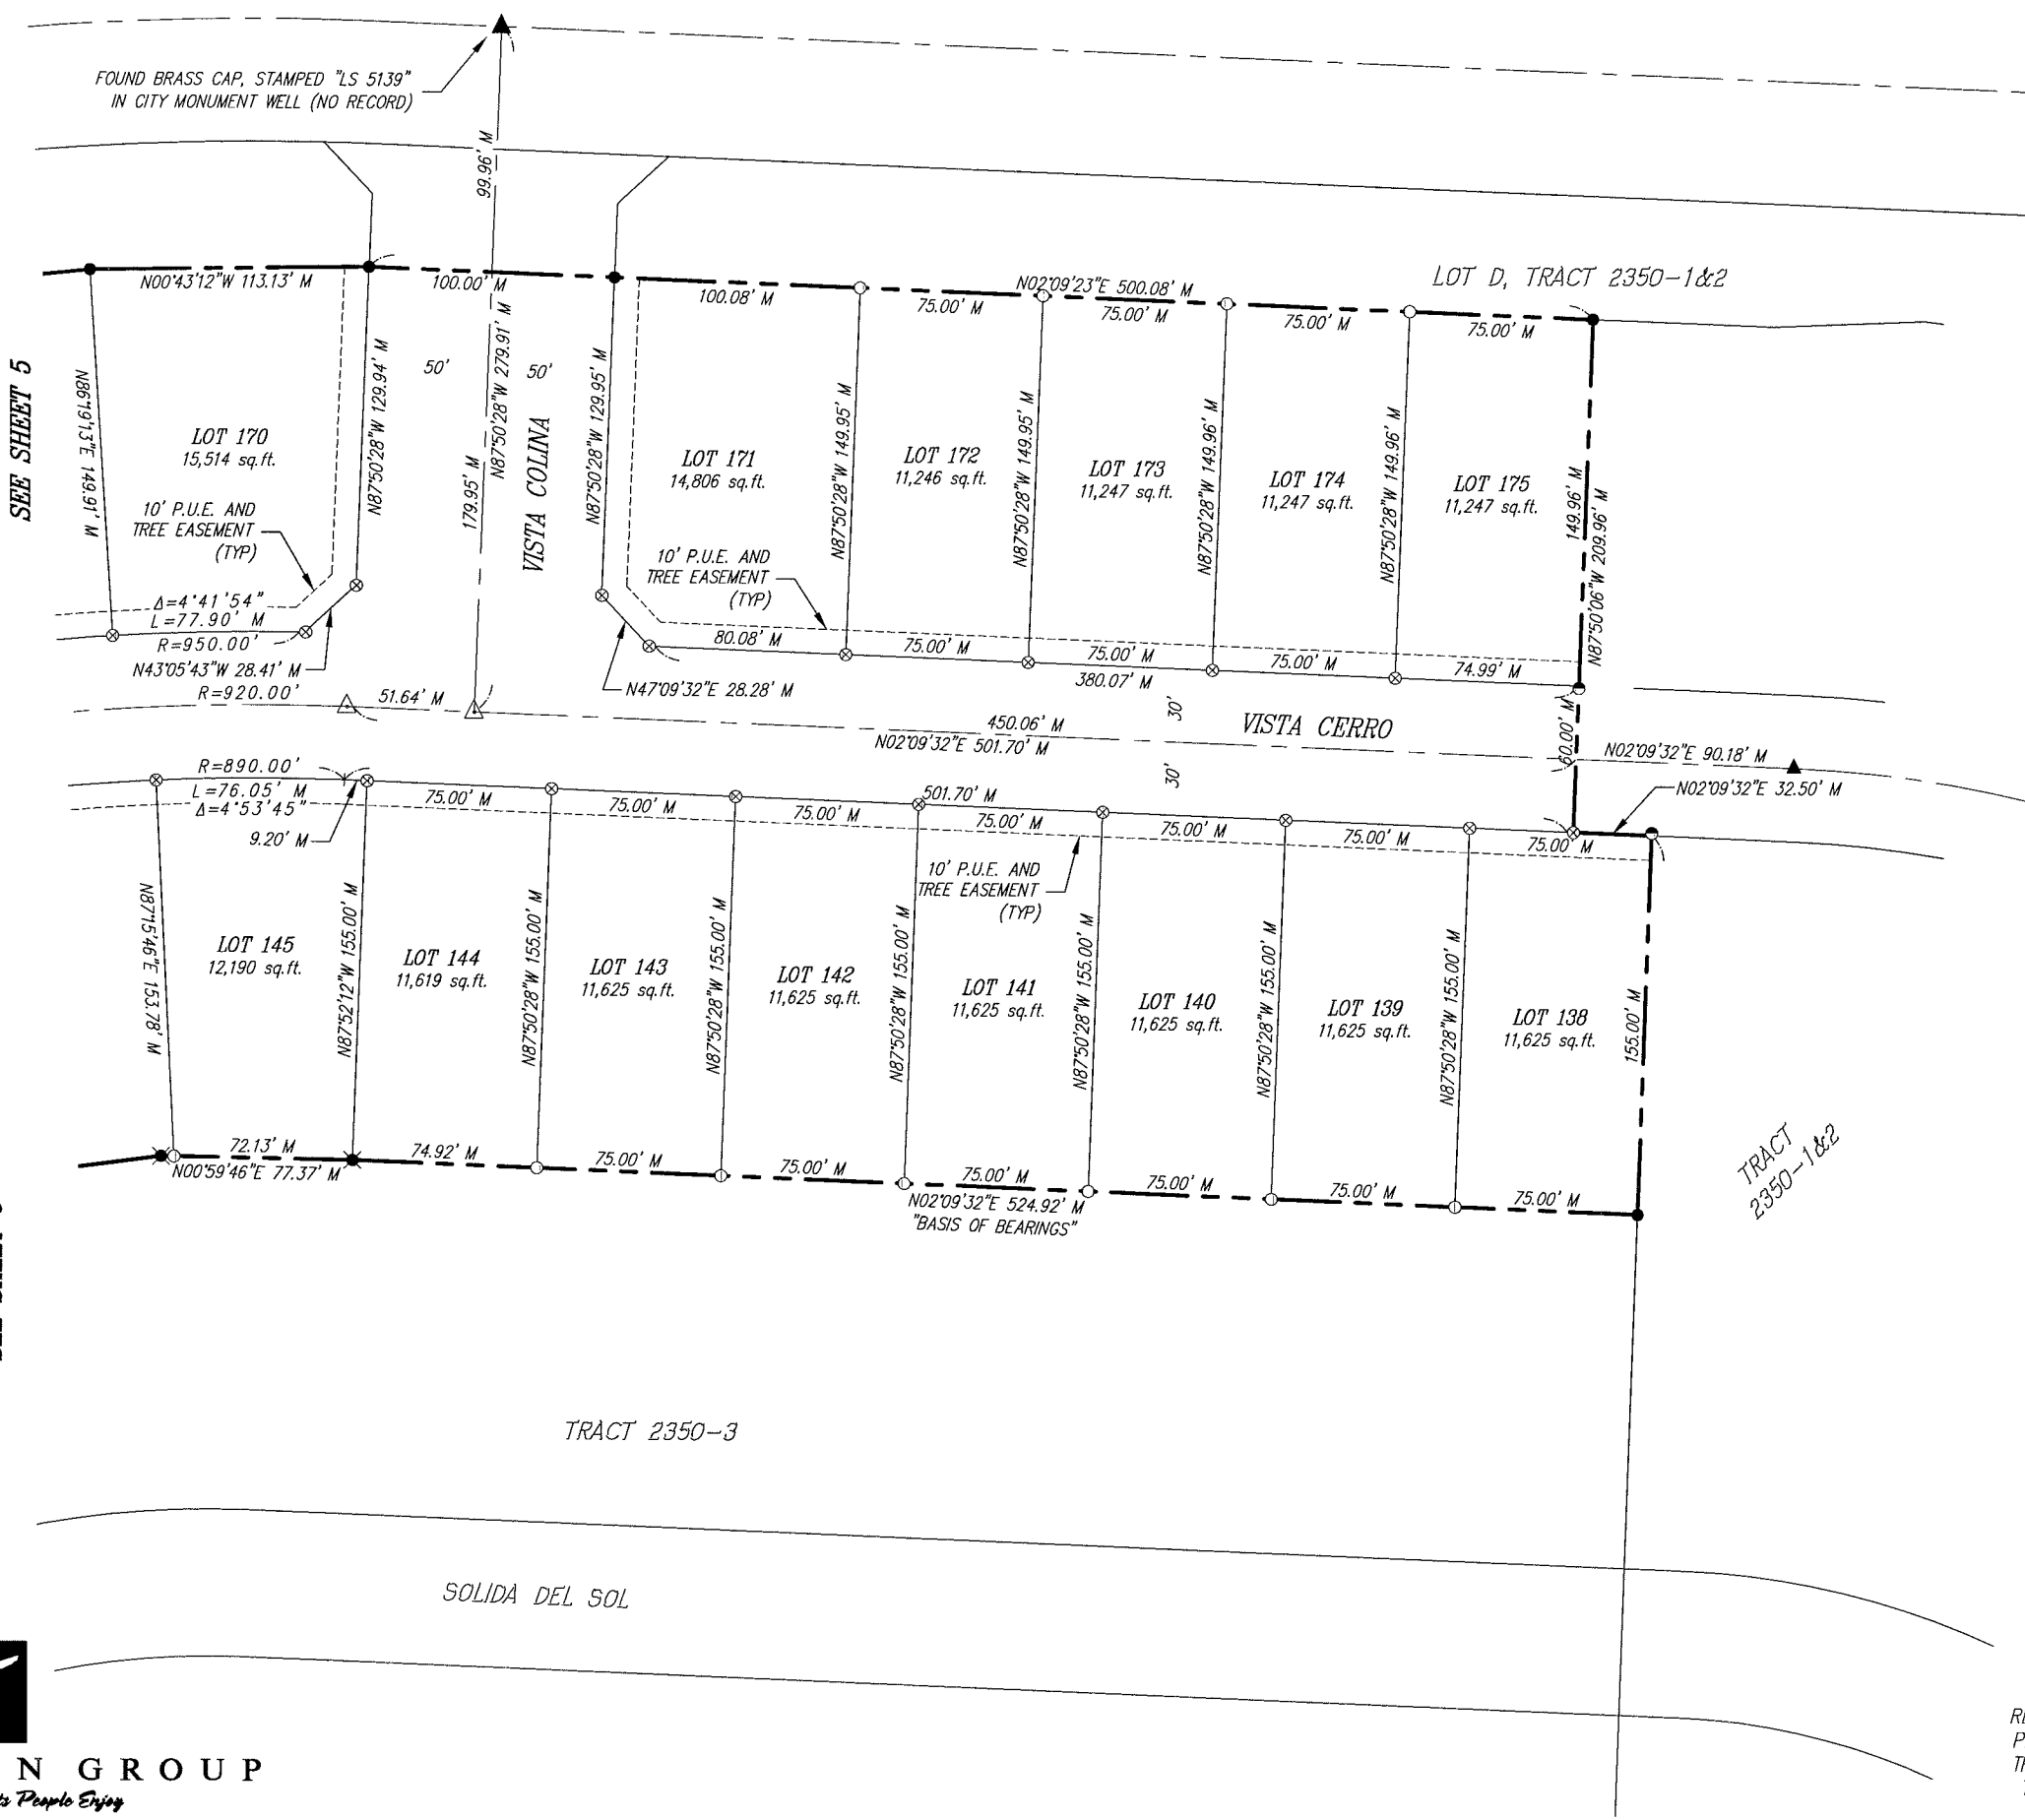 FOUND BRASS CAP, STAMPED "LS 5139"
IN CITY MONUMENT WELL (NO RECORD)
99.96' M
N00°43'12"W 113.13' M
100.00' M
100.08' M
N02°09'23"E 500.08' M
75.00' M
75.00' M
75.00' M
75.00' M
LOT D, TRACT 2350-1&2
SEE SHEET 5
N86°19'13"E 149.91' M
LOT 170
15,514 sq.ft.
10' P.U.E. AND
TREE EASEMENT
(TYP)
N87°50'28"W 129.94' M
50'
50'
179.95' M
N87°50'28"W 279.91' M
VISTA COLINA
N87°50'28"W 129.95' M
LOT 171
14,806 sq.ft.
10' P.U.E. AND
TREE EASEMENT
(TYP)
N87°50'28"W 149.95' M
LOT 172
11,246 sq.ft.
N87°50'28"W 149.95' M
LOT 173
11,247 sq.ft.
N87°50'28"W 149.96' M
LOT 174
11,247 sq.ft.
N87°50'28"W 149.96' M
LOT 175
11,247 sq.ft.
149.96' M
N87°50'06"W 209.96' M
Δ=4°41'54"
L=77.90' M
R=950.00'
N43°05'43"W 28.41' M
N47°09'32"E 28.28' M
80.08' M
75.00' M
75.00' M
75.00' M
74.99' M
380.07' M
R=920.00'
51.64' M
450.06' M
N02°09'32"E 501.70' M
30'
30'
VISTA CERRO
60.00' M
N02°09'32"E 90.18' M
N02°09'32"E 32.50' M
R=890.00'
L=76.05' M
Δ=4°53'45"
9.20' M
75.00' M
75.00' M
75.00' M
501.70' M
75.00' M
75.00' M
75.00' M
75.00' M
10' P.U.E. AND
TREE EASEMENT
(TYP)
N87°15'46"E 153.78' M
LOT 145
12,190 sq.ft.
N87°52'12"W 155.00' M
LOT 144
11,619 sq.ft.
N87°50'28"W 155.00' M
LOT 143
11,625 sq.ft.
N87°50'28"W 155.00' M
LOT 142
11,625 sq.ft.
N87°50'28"W 155.00' M
LOT 141
11,625 sq.ft.
N87°50'28"W 155.00' M
LOT 140
11,625 sq.ft.
N87°50'28"W 155.00' M
LOT 139
11,625 sq.ft.
N87°50'28"W 155.00' M
LOT 138
11,625 sq.ft.
155.00' M
72.13' M
N00°59'46"E 77.37' M
74.92' M
75.00' M
75.00' M
75.00' M
75.00' M
75.00' M
75.00' M
N02°09'32"E 524.92' M
"BASIS OF BEARINGS"
TRACT
2350-1&2
TRACT 2350-3
SOLIDA DEL SOL
N GROUP
People Enjoy